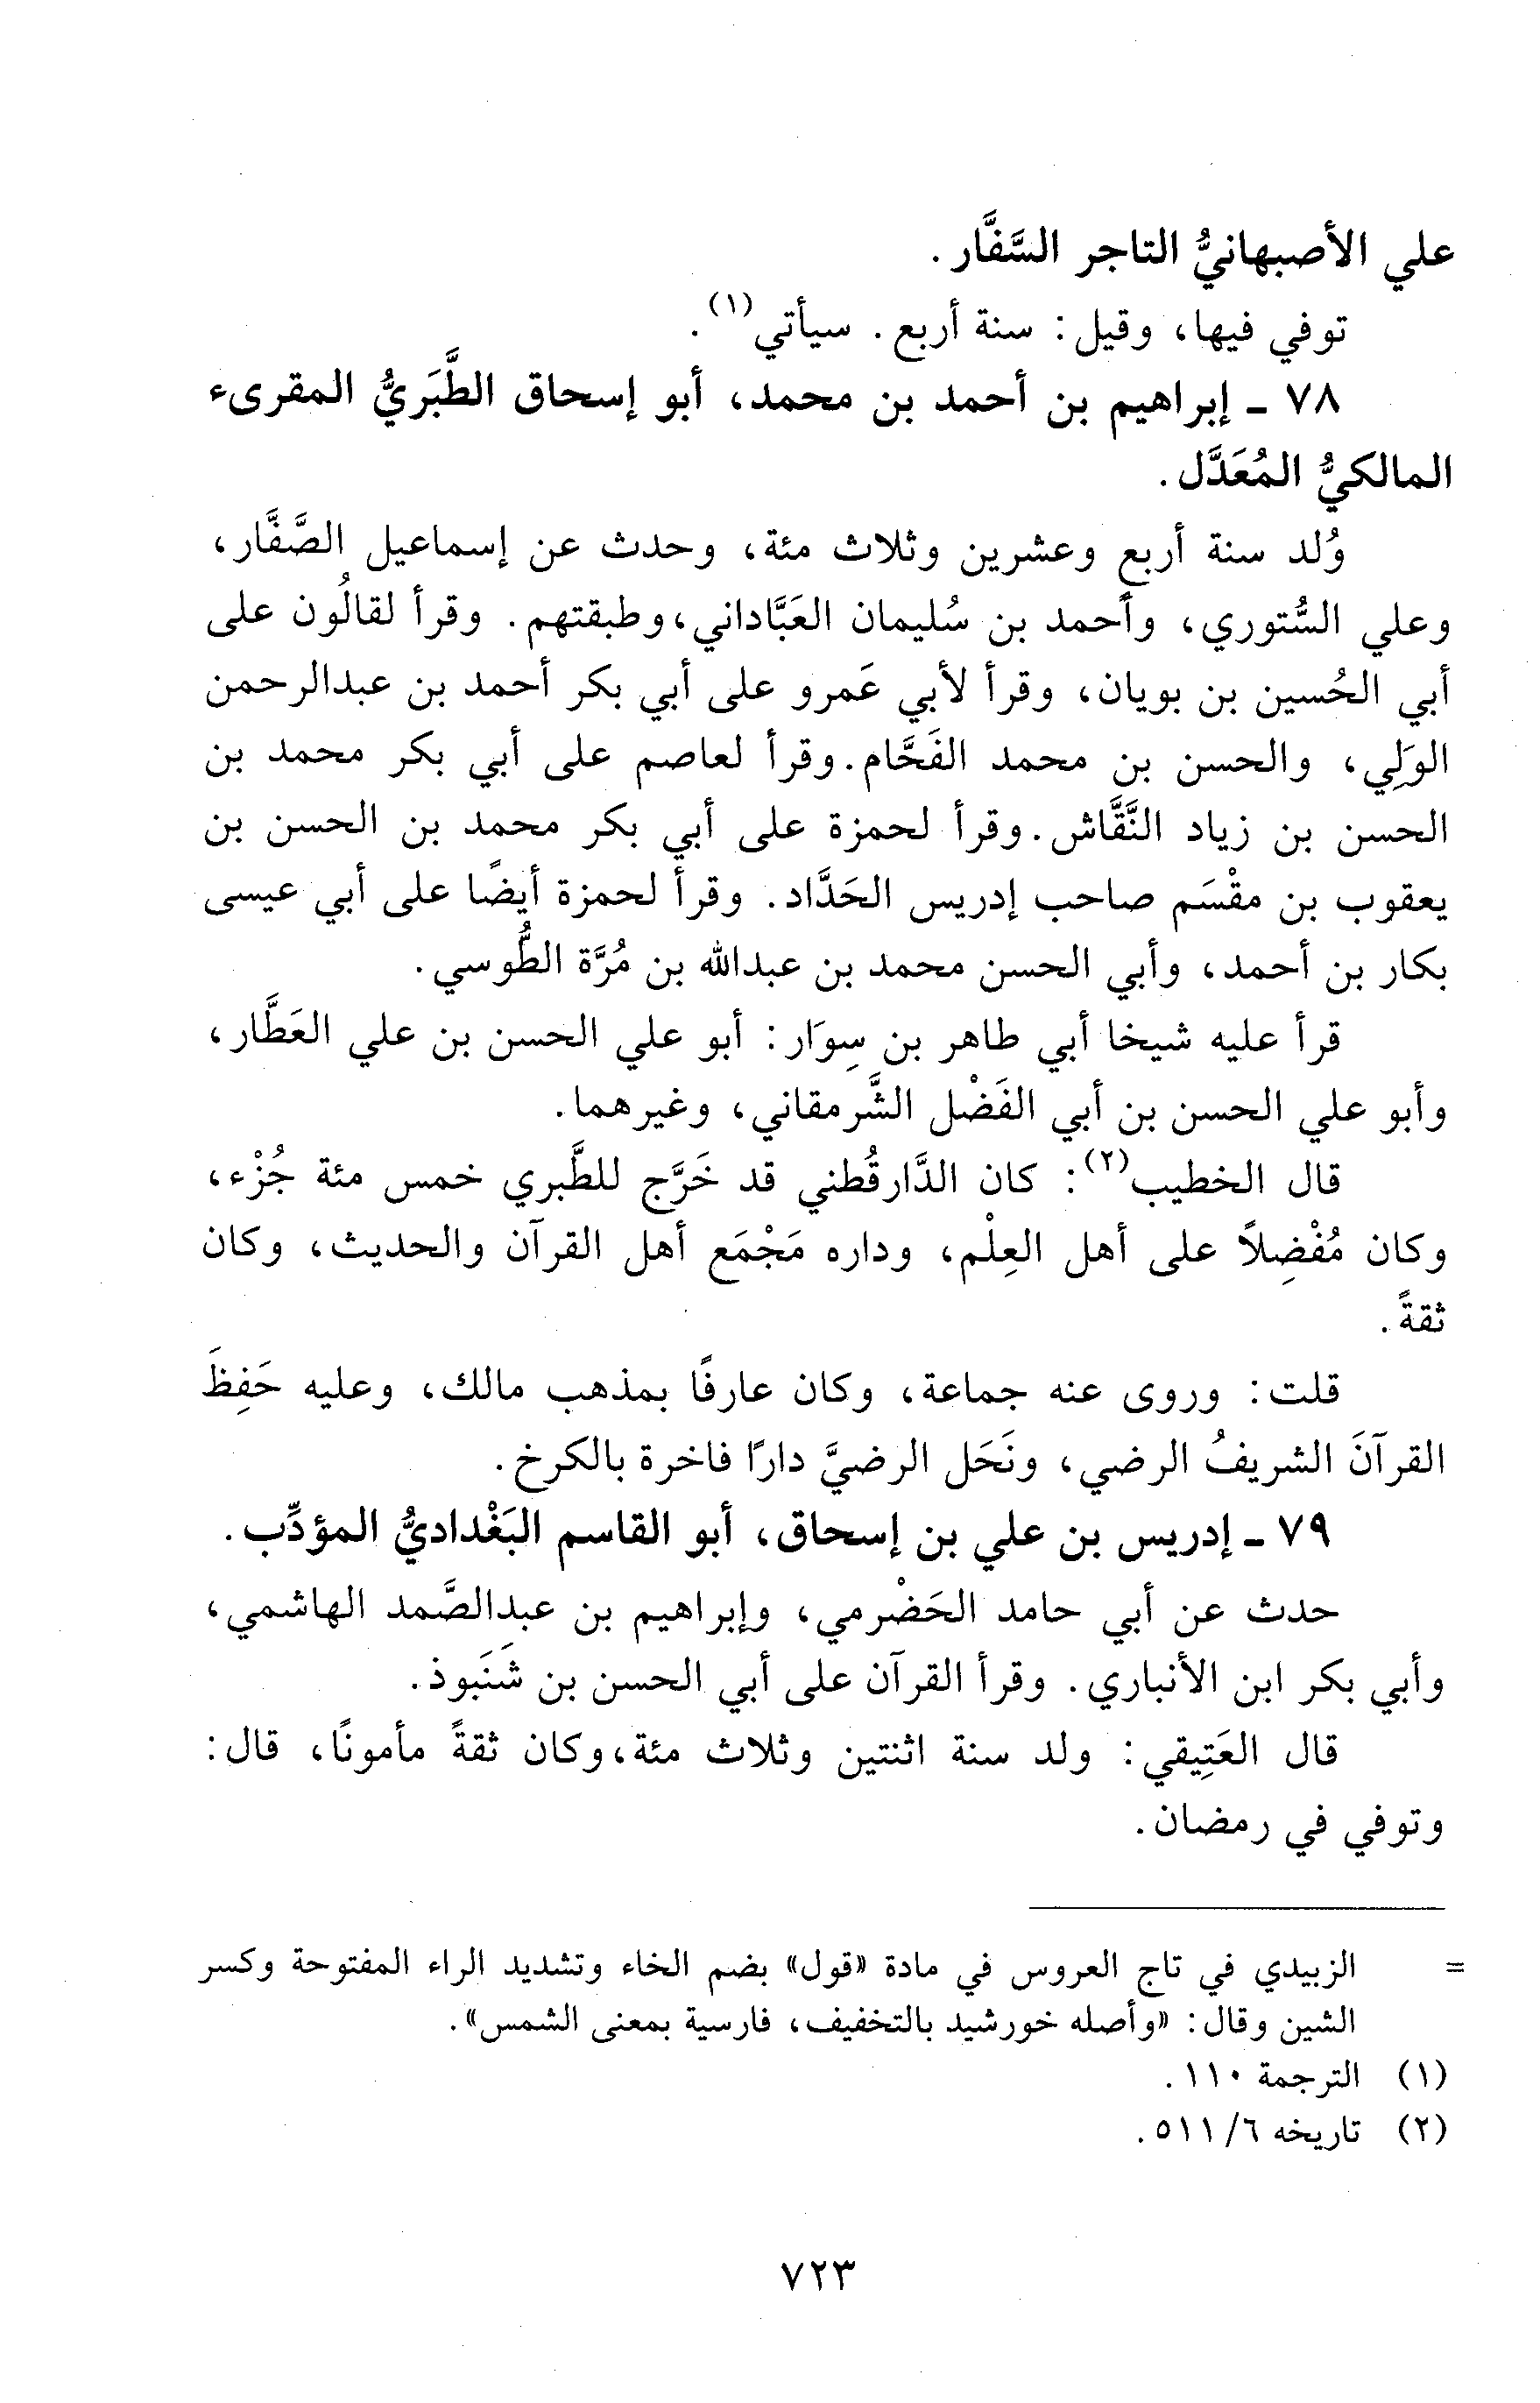 علي الأصبهانيُّ التاجر السَّفَّار.
توفي فيها، وقيل: سنة أربع. سيأتي(١).
٧٨ - إبراهيم بن أحمد بن محمد، أبو إسحاق الطَّبَريُّ المقرىء
المالكيُّ المُعَدَّل.
وُلد سنة أربع وعشرين وثلاث مئة، وحدث عن إسماعيل الصَّفَّار،
وعلي السُّتوري، وأحمد بن سُليمان العَبَّاداني، وطبقتهم. وقرأ لقالُون على
أبي الحُسين بن بويان، وقرأ لأبي عَمرو على أبي بكر أحمد بن عبدالرحمن
الوَلِي، والحسن بن محمد الفَحَّام. وقرأ لعاصم على أبي بكر محمد بن
الحسن بن زياد النَّقَّاش. وقرأ لحمزة على أبي بكر محمد بن الحسن بن
يعقوب بن مقْسَم صاحب إدريس الحَدَّاد. وقرأ لحمزة أيضًا على أبي عيسى
بكار بن أحمد، وأبي الحسن محمد بن عبدالله بن مُرَّة الطُّوسي.
قرأ عليه شيخا أبي طاهر بن سِوَار: أبو علي الحسن بن علي العَطَّار،
وأبو علي الحسن بن أبي الفَضْل الشَّرمقاني، وغيرهما.
قال الخطيب(٢): كان الدَّارقُطني قد خَرَّج للطَّبري خمس مئة جُزْء،
وكان مُفْضِلاً على أهل العِلْم، وداره مَجْمَع أهل القرآن والحديث، وكان
ثقةً.
قلت: وروى عنه جماعة، وكان عارفًا بمذهب مالك، وعليه حَفِظَ
القرآنَ الشريفُ الرضي، ونَحَل الرضيَّ دارًا فاخرة بالكرخ.
٧٩ - إدريس بن علي بن إسحاق، أبو القاسم البَغْداديُّ المؤدِّب.
حدث عن أبي حامد الحَضْرمي، وإبراهيم بن عبدالصَّمد الهاشمي،
وأبي بكر ابن الأنباري. وقرأ القرآن على أبي الحسن بن شَنَبوذ.
قال العَتِيقي: ولد سنة اثنتين وثلاث مئة، وكان ثقةً مأمونًا، قال:
وتوفي في رمضان.
= الزبيدي في تاج العروس في مادة «قول» بضم الخاء وتشديد الراء المفتوحة وكسر
الشين وقال: «وأصله خورشيد بالتخفيف، فارسية بمعنى الشمس».
(١) الترجمة ١١٠.
(٢) تاريخه ٦/ ٥١١.
٧٢٣